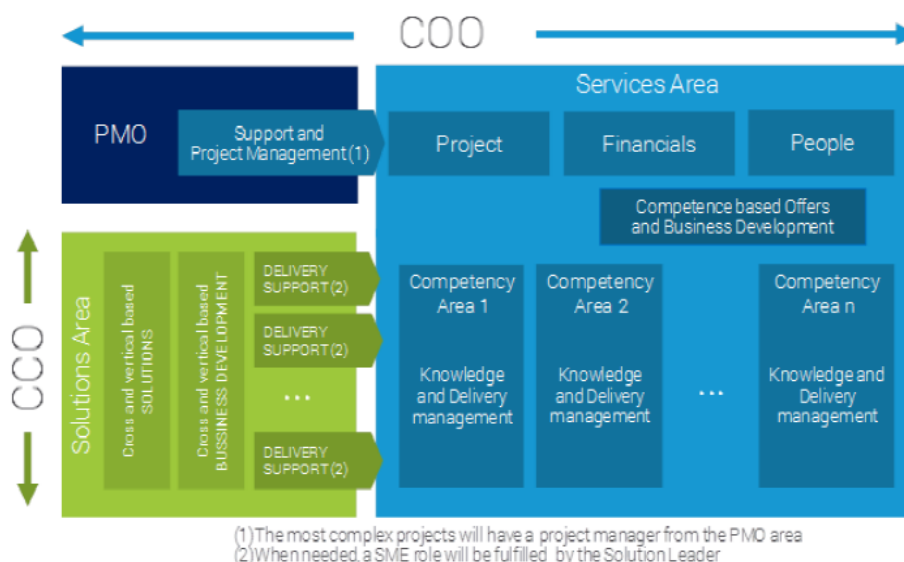 COO
Services Area
PMO
Support and
Project Management (1)
Project
Financials
People
Competence based Offers
and Business Development
CCO
Solutions Area
Cross and vertical based
SOLUTIONS
Cross and vertical based
BUSSINESS DEVELOPMENT
DELIVERY
SUPPORT (2)
DELIVERY
SUPPORT (2)
...
DELIVERY
SUPPORT (2)
Competency
Area 1
Knowledge
and Delivery
management
Competency
Area 2
Knowledge
and Delivery
management
...
Competency
Area n
Knowledge and
Delivery
management
(1)The most complex projects will have a project manager from the PMO area
(2)When needed, a SME role will be fulfilled by the Solution Leader